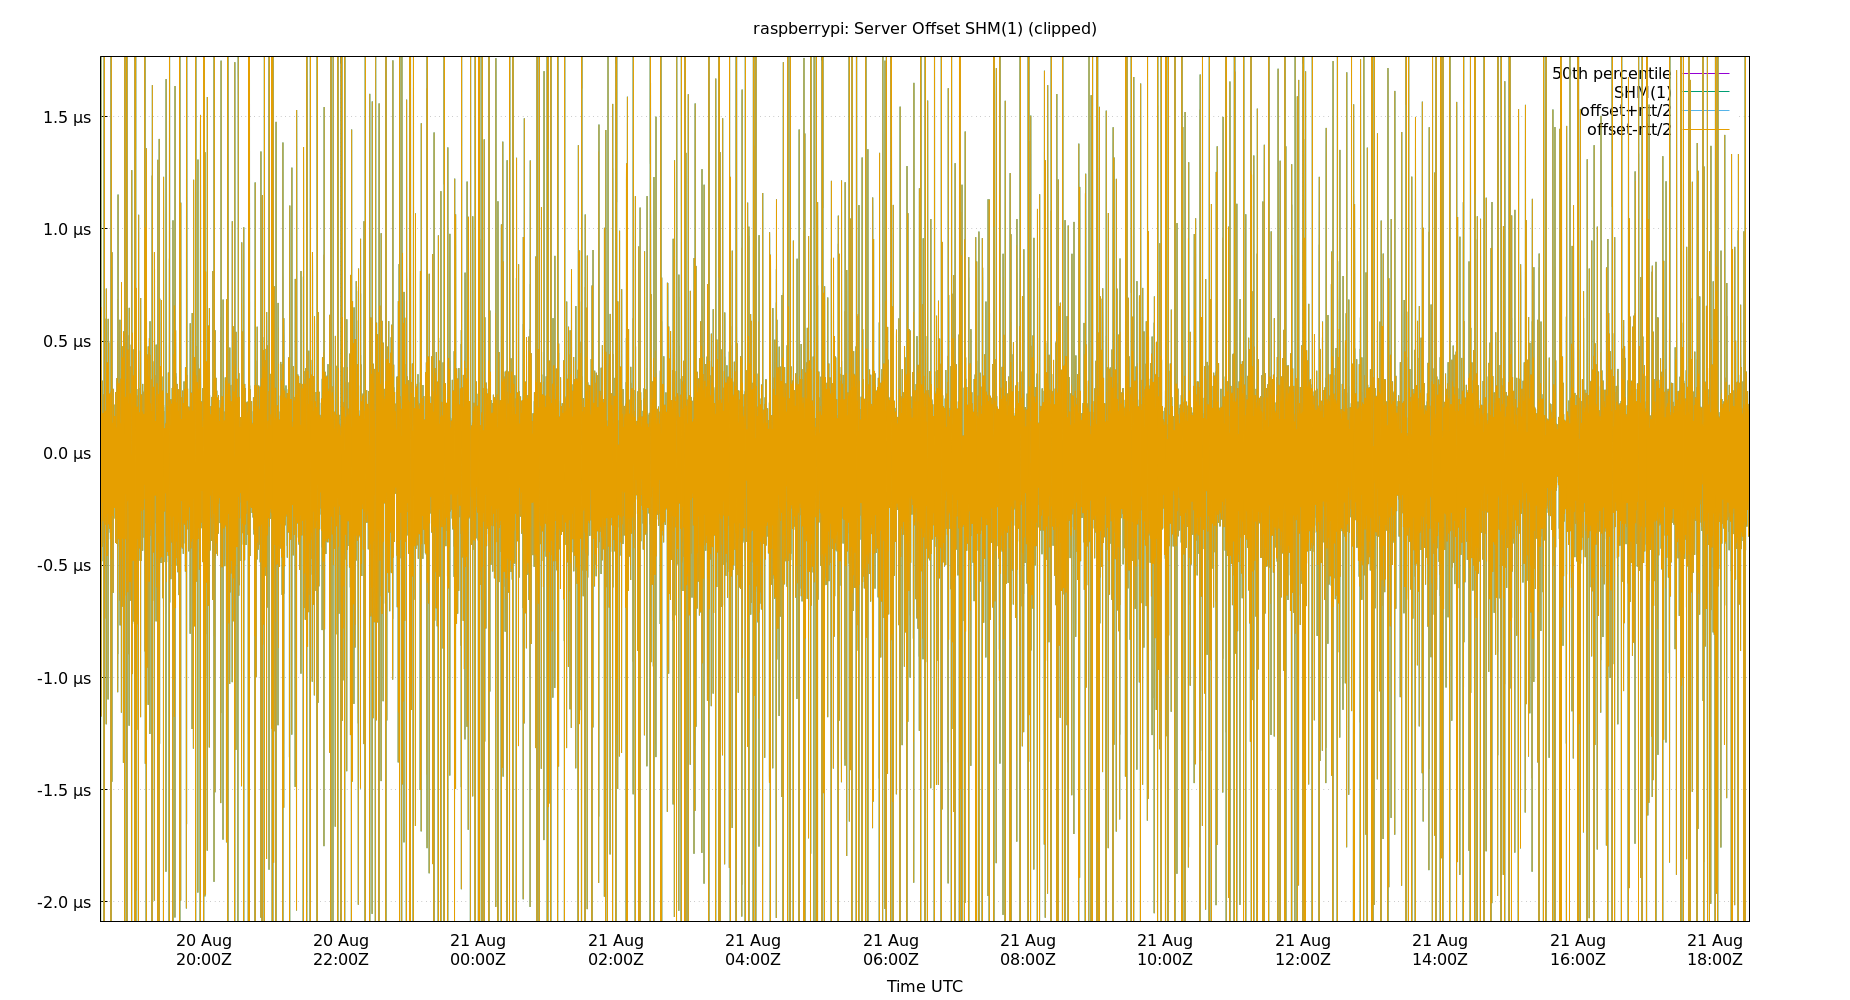 raspberrypi: Server Offset SHM(1) (clipped)
50th percentile
SHM(1)
offset+rtt/2
offset-rtt/2
1.5 µs
1.0 µs
0.5 µs
0.0 µs
-0.5 µs
-1.0 µs
-1.5 µs
-2.0 µs
20 Aug 20 Aug 21 Aug 21 Aug 21 Aug 21 Aug 21 Aug 21 Aug 21 Aug 21 Aug 21 Aug 21 Aug
20:00Z 22:00Z 00:00Z 02:00Z 04:00Z 06:00Z 08:00Z 10:00Z 12:00Z 14:00Z 16:00Z 18:00Z
Time UTC